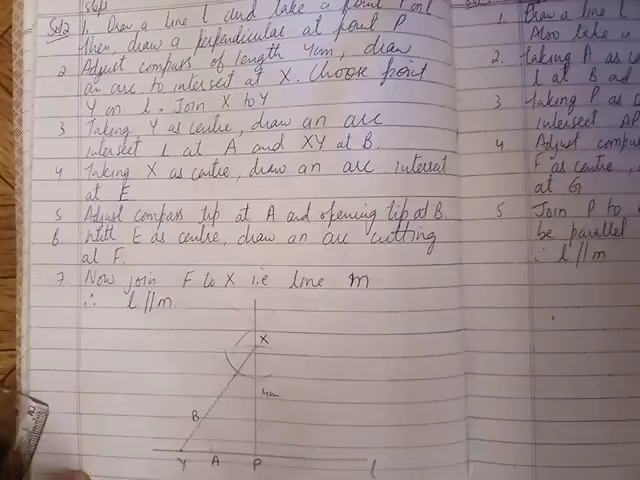 Steps
Sol2 1. Draw a line l and take a point P on l
Then, draw a perpendicular at point P
2 Adjust compass of length 4cm, draw
an arc to intersect at X. Choose point
Y on l. Join X to Y
3 Taking Y as centre, draw an arc
intersect l at A and XY at B.
4 Taking X as centre, draw an arc intersect
at E
5 Adjust compass tip at A and opening tip at B.
6 With E as centre, draw an arc cutting
at F.
7 Now join F to X i.e line m
∴ l // m.
X
4cm
B
Y A P l
1. Draw a line l
Also take a
2. Taking A as
l at B ad
3 Taking P as
intersect AP
4 Adjust
F as centre,
at G
5. Join P to
be parallel
∴ l // m